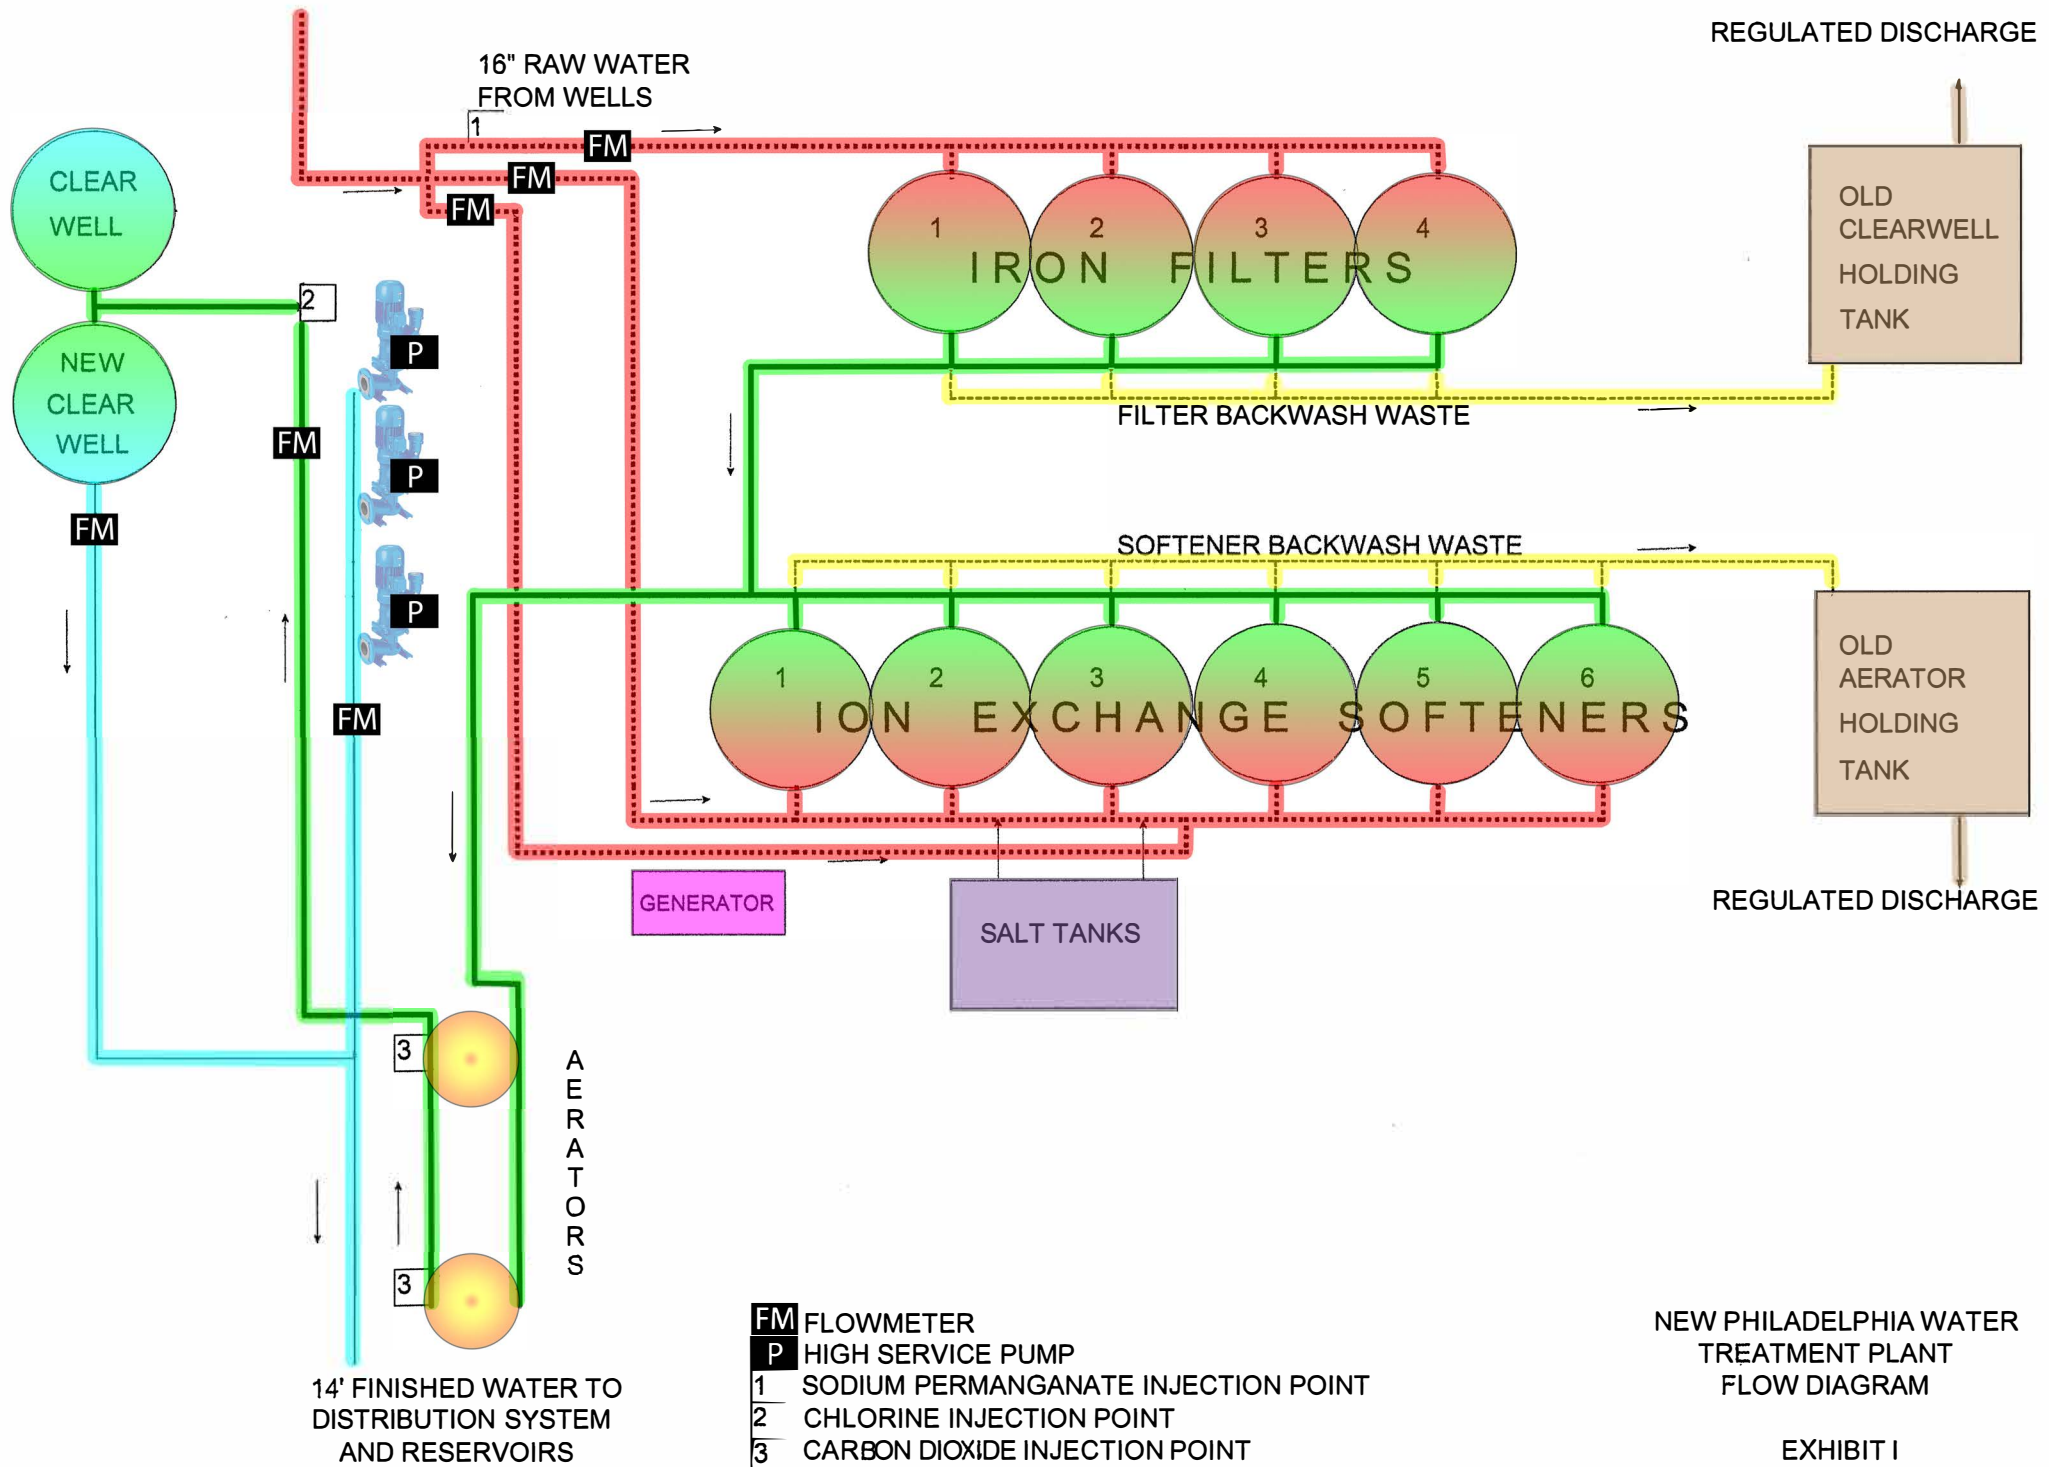 REGULATED DISCHARGE
16" RAW WATER
FROM WELLS
1
FM
FM
FM
CLEAR
WELL
OLD
CLEARWELL
HOLDING
TANK
1 2 3 4
IRON FILTERS
2
P
NEW
CLEAR
WELL
FM
P
FM
FILTER BACKWASH WASTE
SOFTENER BACKWASH WASTE
P
OLD
AERATOR
HOLDING
TANK
1 2 3 4 5 6
ION EXCHANGE SOFTENERS
FM
GENERATOR
SALT TANKS
REGULATED DISCHARGE
3
AERATORS
3
14' FINISHED WATER TO
DISTRIBUTION SYSTEM
AND RESERVOIRS
FM FLOWMETER
P HIGH SERVICE PUMP
1 SODIUM PERMANGANATE INJECTION POINT
2 CHLORINE INJECTION POINT
3 CARBON DIOXIDE INJECTION POINT
NEW PHILADELPHIA WATER
TREATMENT PLANT
FLOW DIAGRAM
EXHIBIT I